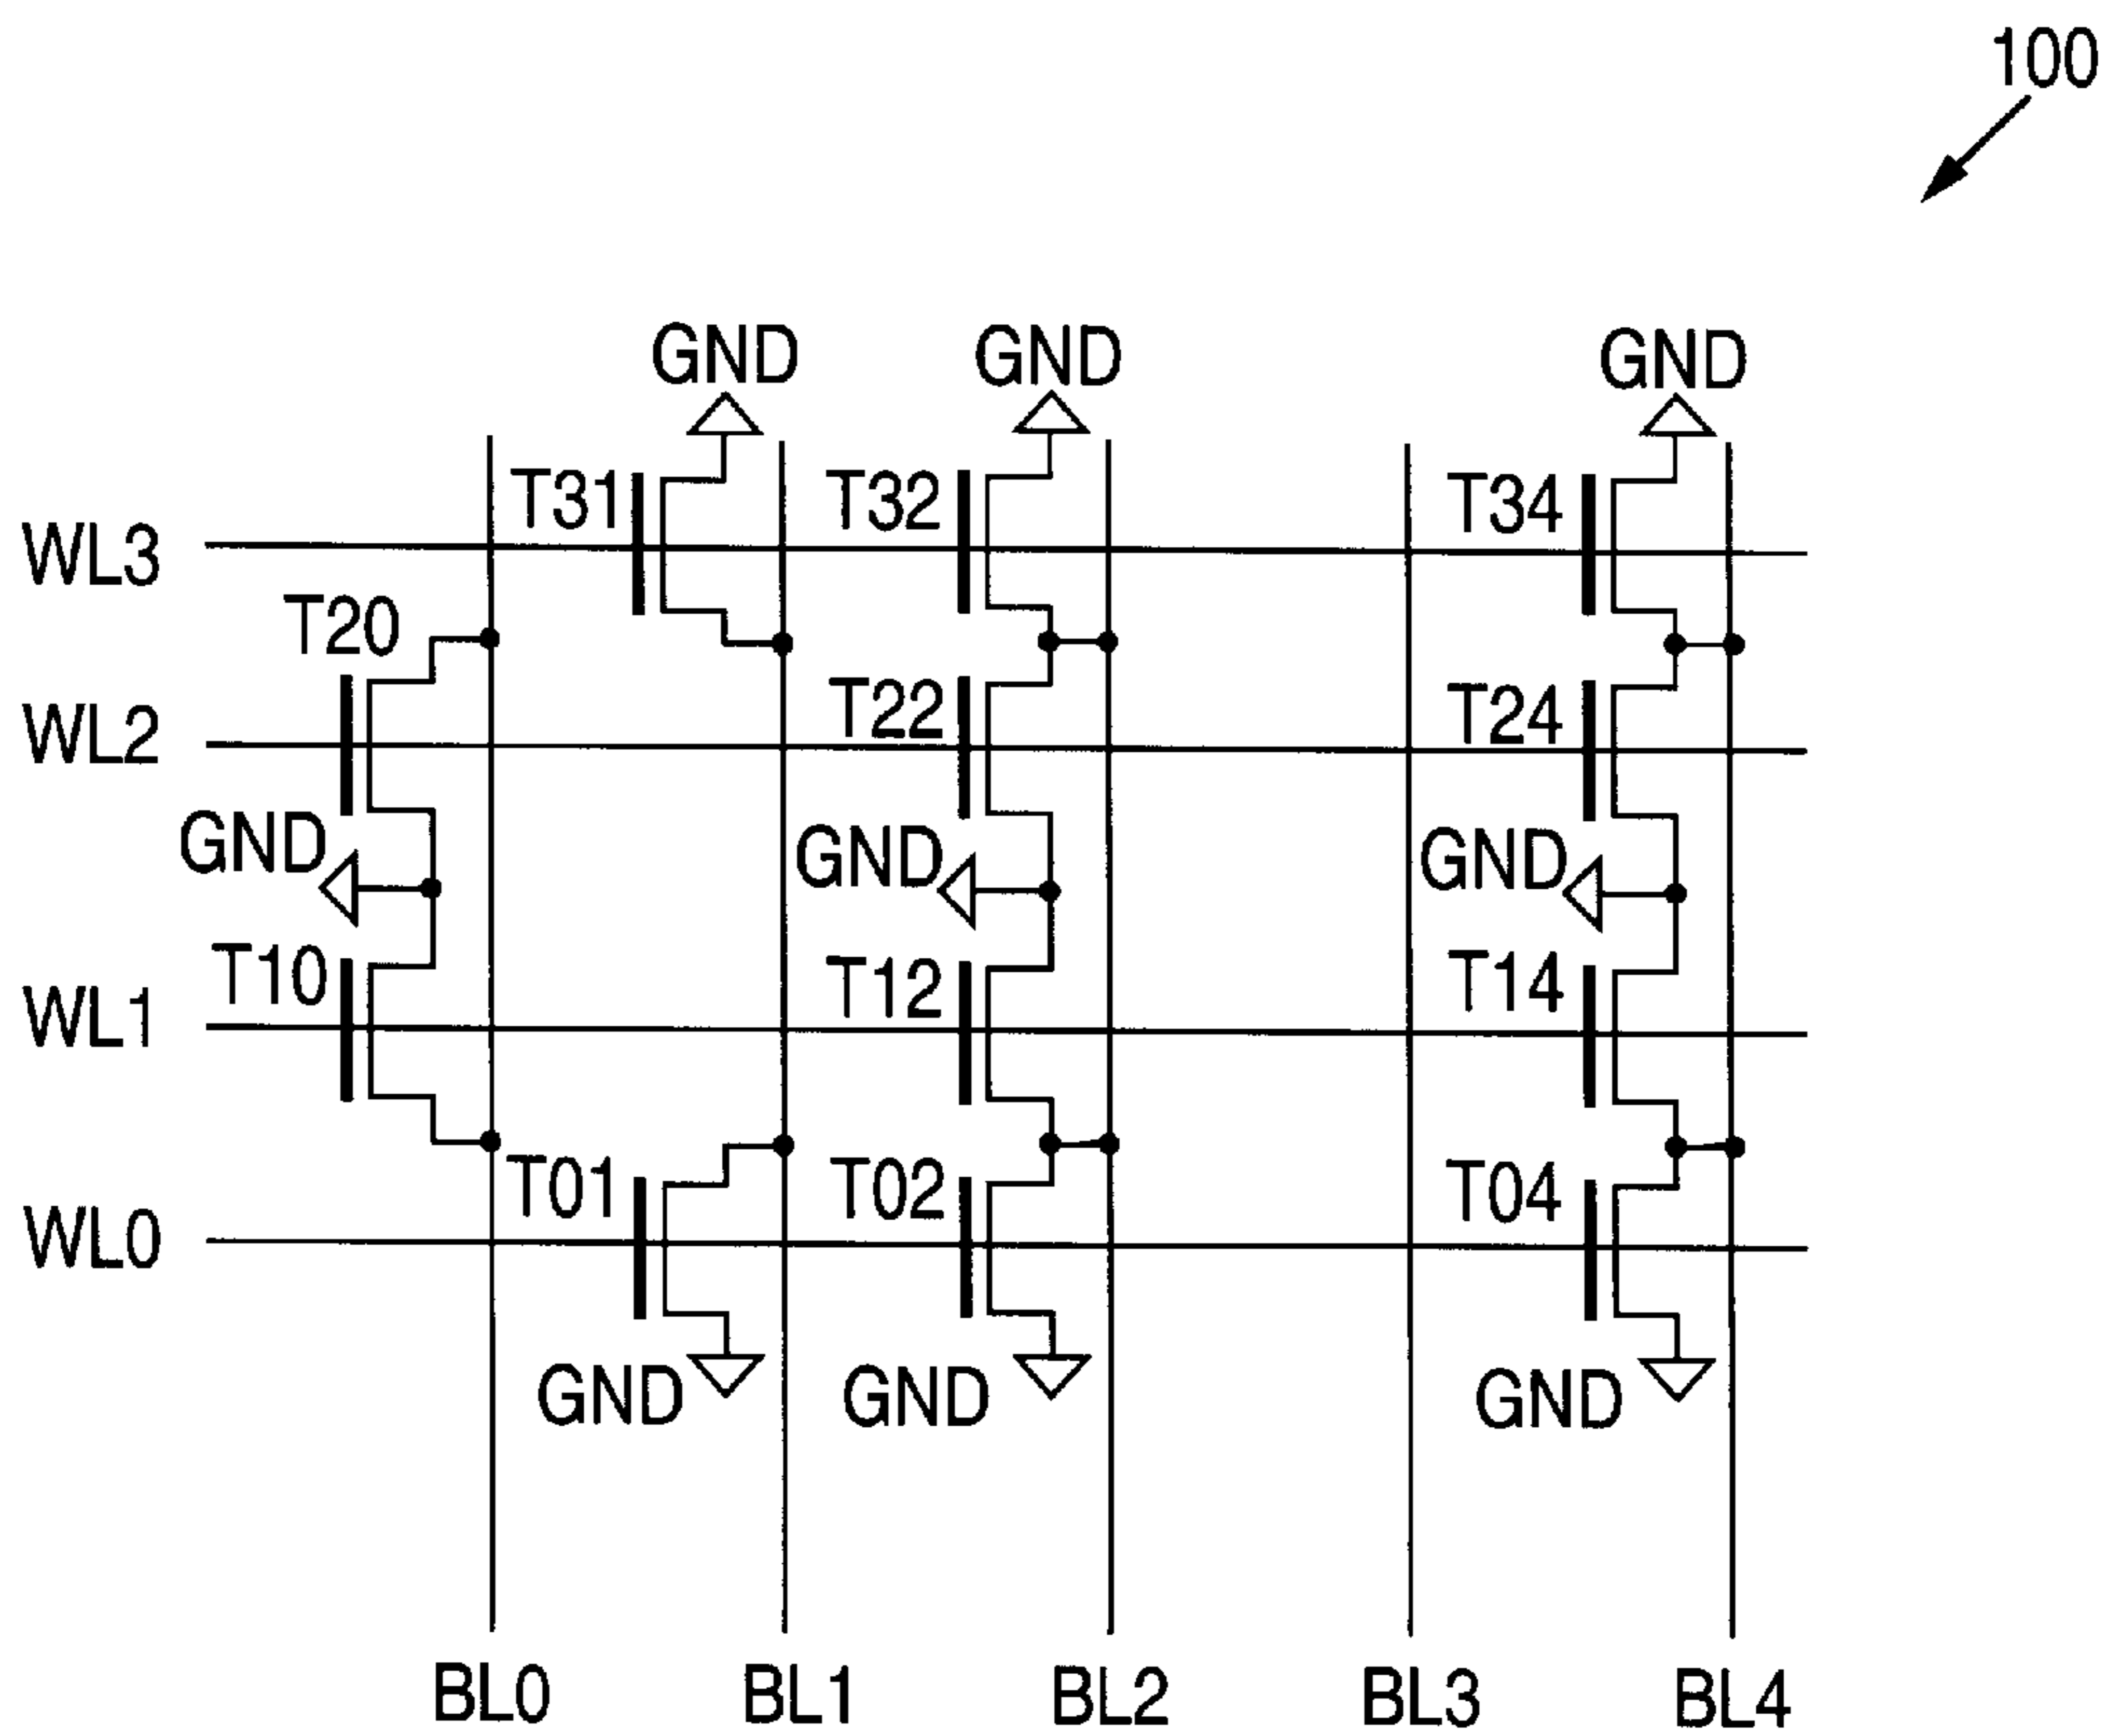 100
GND GND GND
T31 T32 T34
WL3
T20
T22 T24
WL2
GND GND GND
T10 T12 T14
WL1
T01 T02 T04
WL0
GND GND GND
BL0 BL1 BL2 BL3 BL4